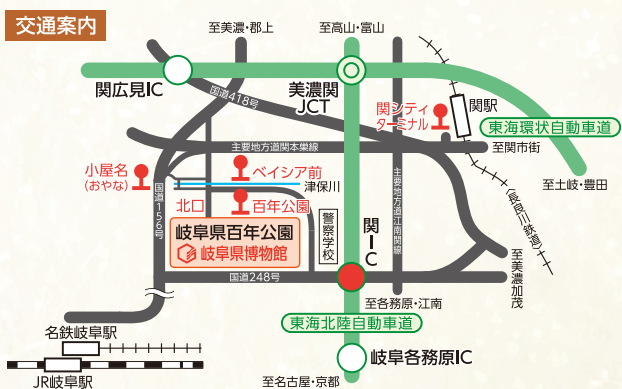 交通案内
至美濃・郡上
至高山・富山
関広見IC
国道418号
美濃関
JCT
関シティ
ターミナル
関駅
東海環状自動車道
主要地方道関本巣線
至関市街
小屋名
(おやな)
ベイシア前
津保川
至土岐・豊田
北口
百年公園
国道156号
岐阜県百年公園
岐阜県博物館
警察学校
関IC
主要地方道江南関線
(長良川鉄道)
国道248号
至美濃加茂
至各務原・江南
東海北陸自動車道
名鉄岐阜駅
岐阜各務原IC
JR岐阜駅
至名古屋・京都